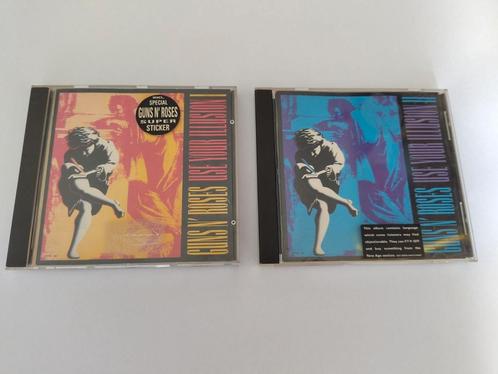 INCL.
SPECIAL
GUNS N' ROSES
SUPER
STICKER
GUNS N' ROSES USE YOUR ILLUSION I
GUNS N' ROSES USE YOUR ILLUSION II
This album contains language
which some listeners may find
objectionable. They can F?!* OFF
and buy something from the
New Age section.